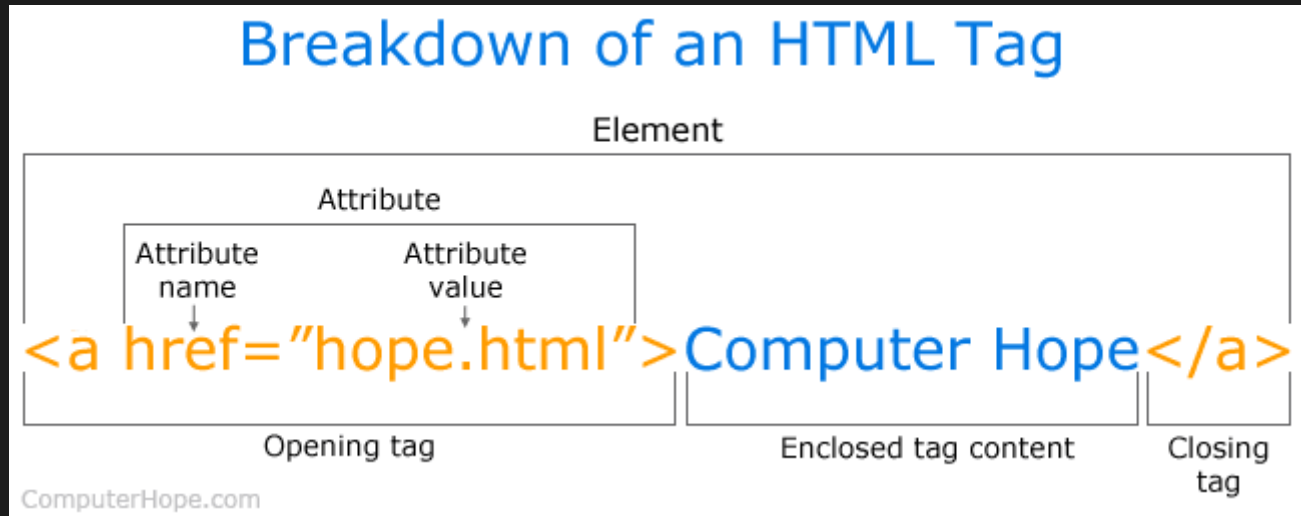 Breakdown of an HTML Tag
Element
Attribute
Attribute name
Attribute value
<a href=”hope.html”>Computer Hope</a>
Opening tag
Enclosed tag content
Closing tag
ComputerHope.com